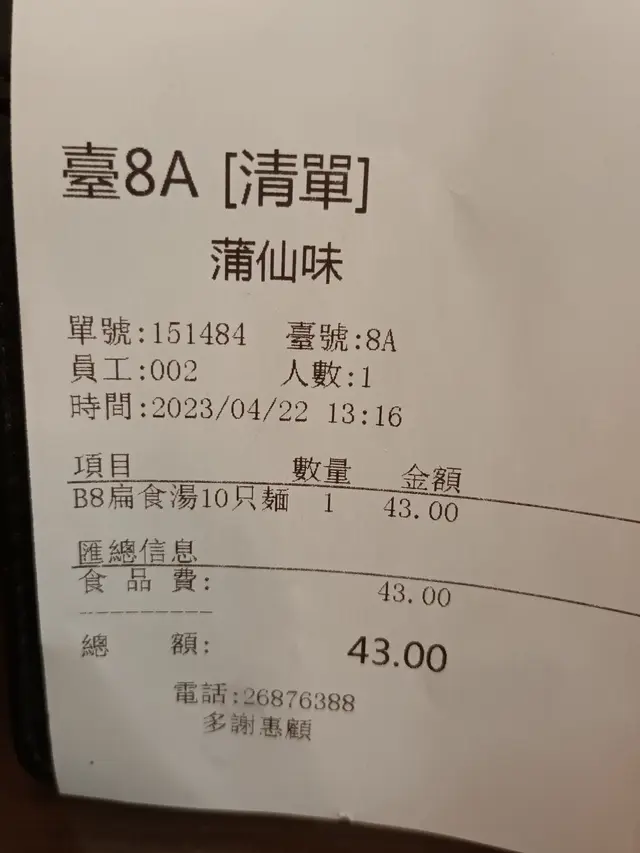 臺8A [清單]
蒲仙味
單號:151484 臺號:8A
員工:002 人數:1
時間:2023/04/22 13:16
項目 數量 金額
B8扁食湯10只麵 1 43.00
匯總信息
食品費: 43.00
總額: 43.00
電話:26876388
多謝惠顧